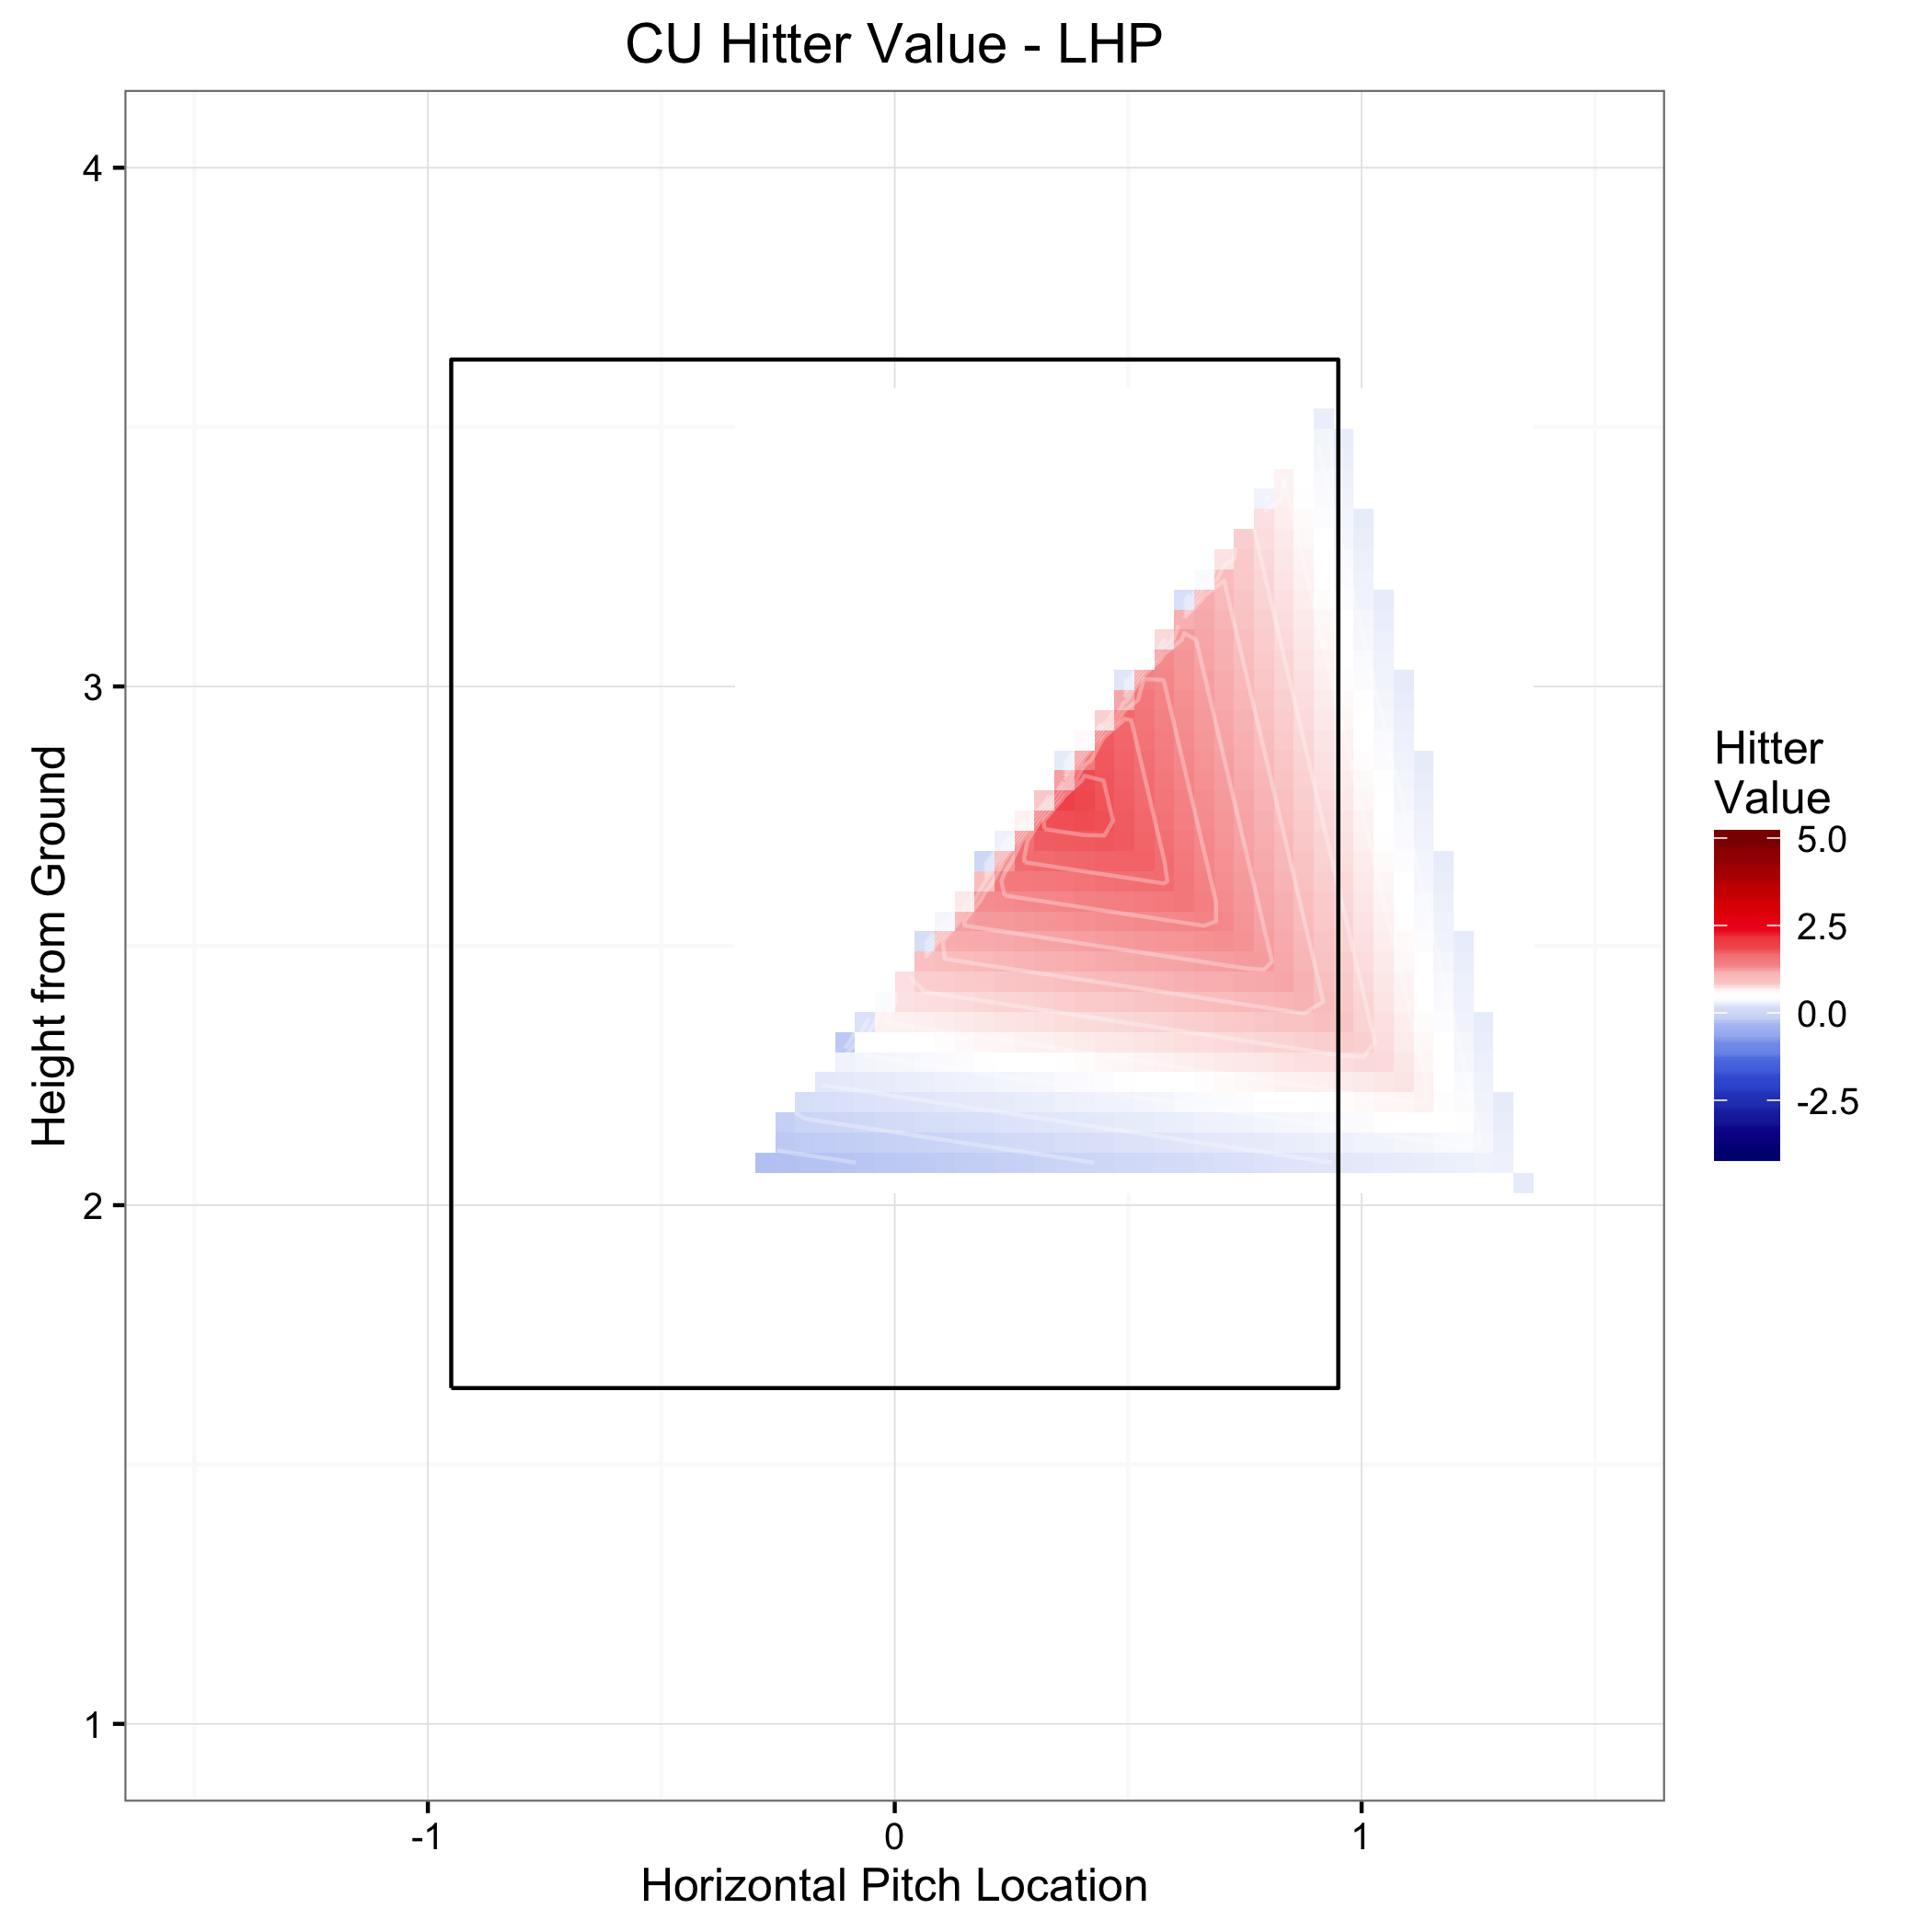 CU Hitter Value - LHP
4
3
2
1
Height from Ground
-1
0
1
Horizontal Pitch Location
Hitter
Value
5.0
2.5
0.0
-2.5